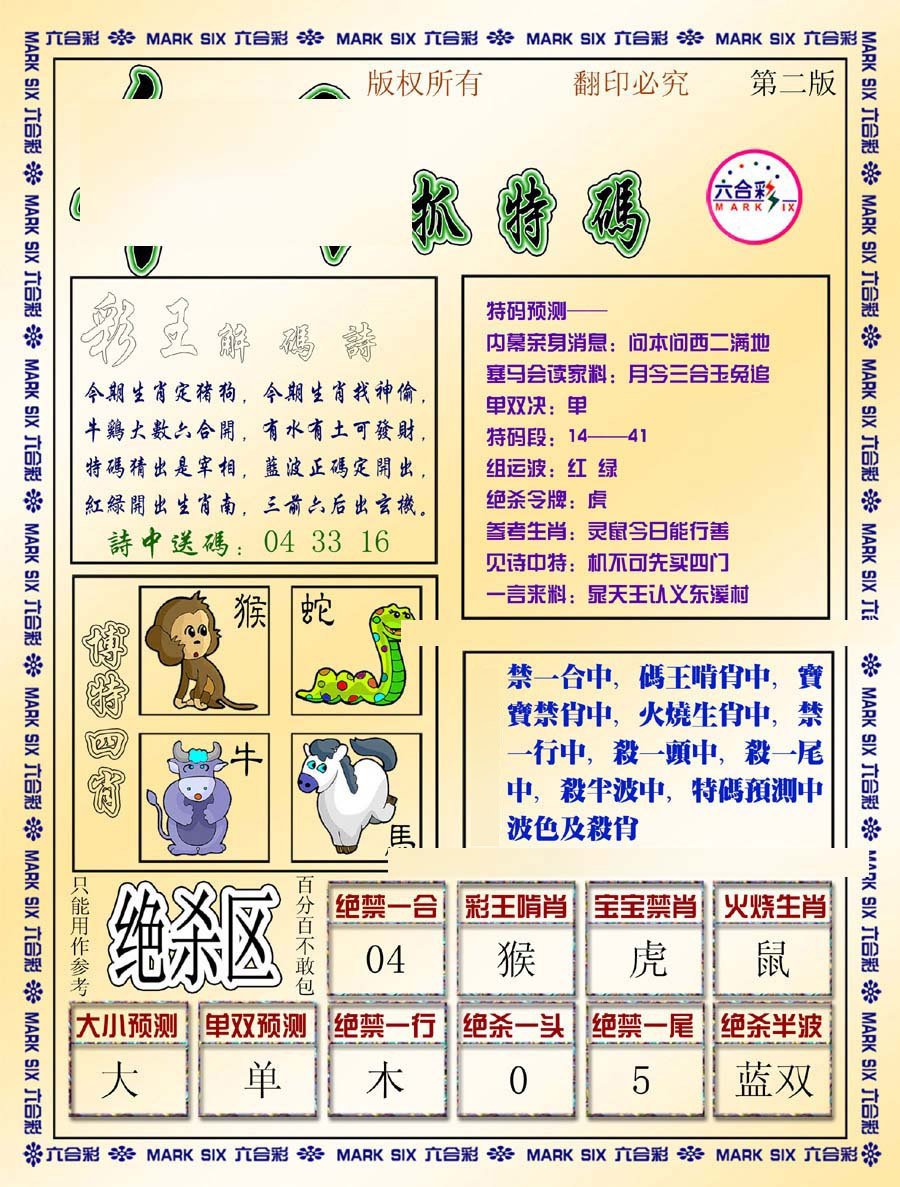 六合彩 MARK SIX 六合彩 MARK SIX 六合彩 MARK SIX 六合彩 MARK SIX 六合彩
版权所有 翻印必究 第二版
抓特碼
六合彩
MARK SIX
彩王解碼詩
今期生肖定猪狗，今期生肖找神偷，
牛鷄大數六合開，有水有土可發財，
特碼猜出是宰相，藍波正碼定開出，
紅緑開出生肖南，三前六后出玄機。
詩中送碼：04 33 16
特码预测——
内幕亲身消息：问本问西二满地
塞马会读家料：月今三合玉兔追
单双决：单
特码段：14——41
组运波：红 绿
绝杀令牌：虎
参考生肖：灵鼠今日能行善
见诗中特：机不可先买四门
一言来料：晁天王认义东溪村
博特四肖
猴
蛇
牛
馬
禁一合中，碼王啃肖中，寶
寶禁肖中，火燒生肖中，禁
一行中，殺一頭中，殺一尾
中，殺半波中，特碼預測中
波色及殺肖
只能用作参考
绝杀区
百分百不敢包
绝禁一合 彩王啃肖 宝宝禁肖 火烧生肖
04 猴 虎 鼠
大小预测 单双预测 绝禁一行 绝杀一头 绝禁一尾 绝杀半波
大 单 木 0 5 蓝双
六合彩 MARK SIX 六合彩 MARK SIX 六合彩 MARK SIX 六合彩 MARK SIX 六合彩